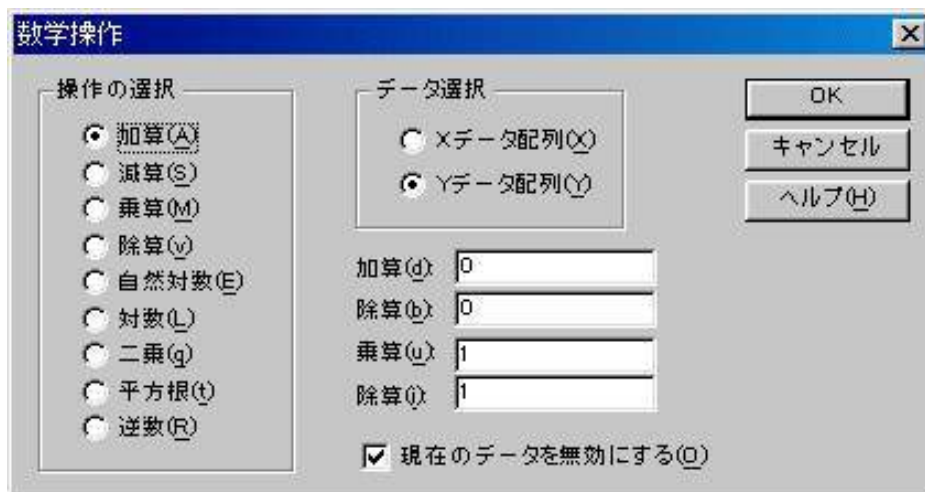 数学操作
操作の選択
加算(A)
減算(S)
乗算(M)
除算(v)
自然対数(E)
対数(L)
二乗(q)
平方根(t)
逆数(R)
データ選択
Xデータ配列(X)
Yデータ配列(Y)
加算(d): 0
除算(b): 0
乗算(u): 1
除算(i): 1
現在のデータを無効にする(O)
OK
キャンセル
ヘルプ(H)